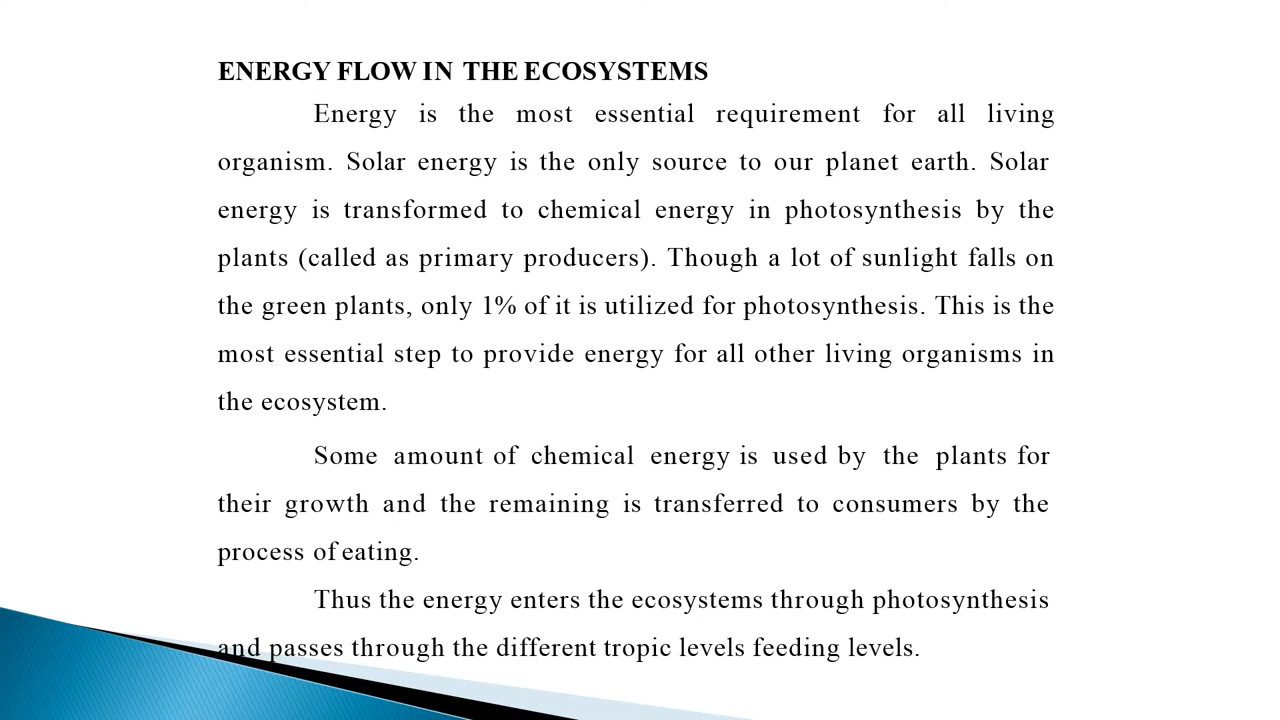 ENERGY FLOW IN THE ECOSYSTEMS
Energy is the most essential requirement for all living
organism. Solar energy is the only source to our planet earth. Solar
energy is transformed to chemical energy in photosynthesis by the
plants (called as primary producers). Though a lot of sunlight falls on
the green plants, only 1% of it is utilized for photosynthesis. This is the
most essential step to provide energy for all other living organisms in
the ecosystem.
Some amount of chemical energy is used by the plants for
their growth and the remaining is transferred to consumers by the
process of eating.
Thus the energy enters the ecosystems through photosynthesis
and passes through the different tropic levels feeding levels.